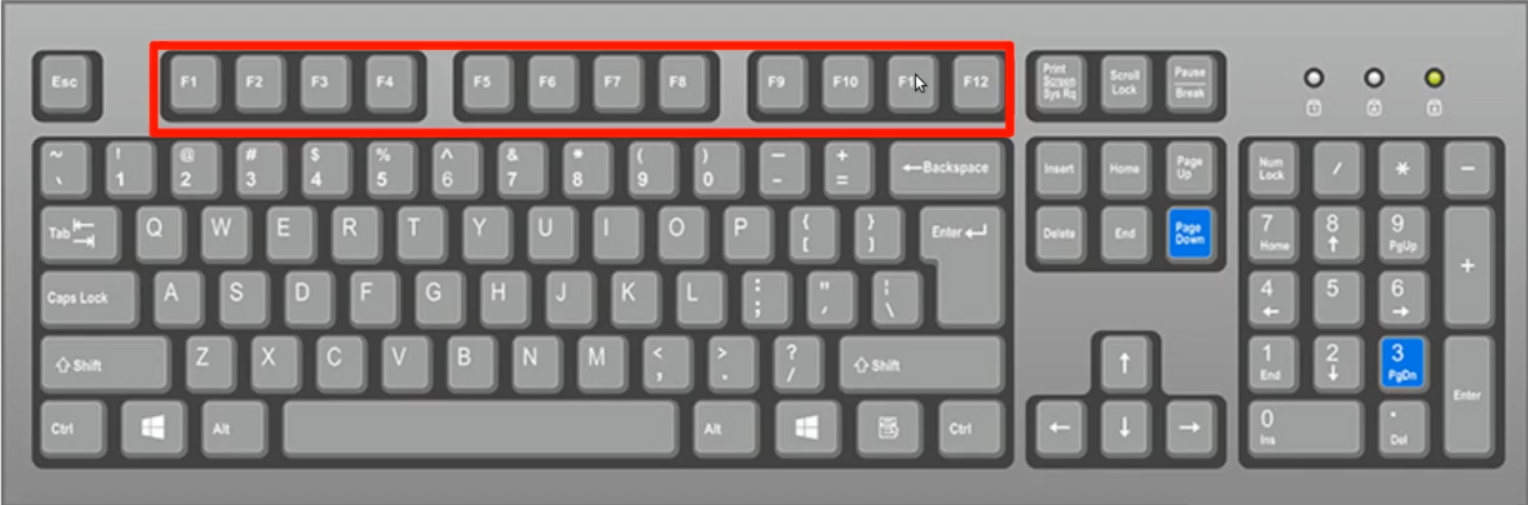 Esc F1 F2 F3 F4 F5 F6 F7 F8 F9 F10 F12
Print Screen Sys Rq Scroll Lock Pause Break
~ ` ! 1 @ 2 # 3 $ 4 % 5 ^ 6 & 7 * 8 ( 9 ) 0 — - + = ←Backspace
Insert Home Page Up
Num Lock / * −
Tab Q W E R T Y U I O P { [ } ] Enter ↵
Delete End Page Down
7 Home 8 ↑ 9 PgUp +
Caps Lock A S D F G H J K L : ; " ' ¦ \
4 ← 5 6 →
⇧ Shift Z X C V B N M < , > . ? / ⇧ Shift
↑
1 End 2 ↓ 3 PgDn Enter
Ctrl Alt Alt Ctrl
← ↓ →
0 Ins . Del